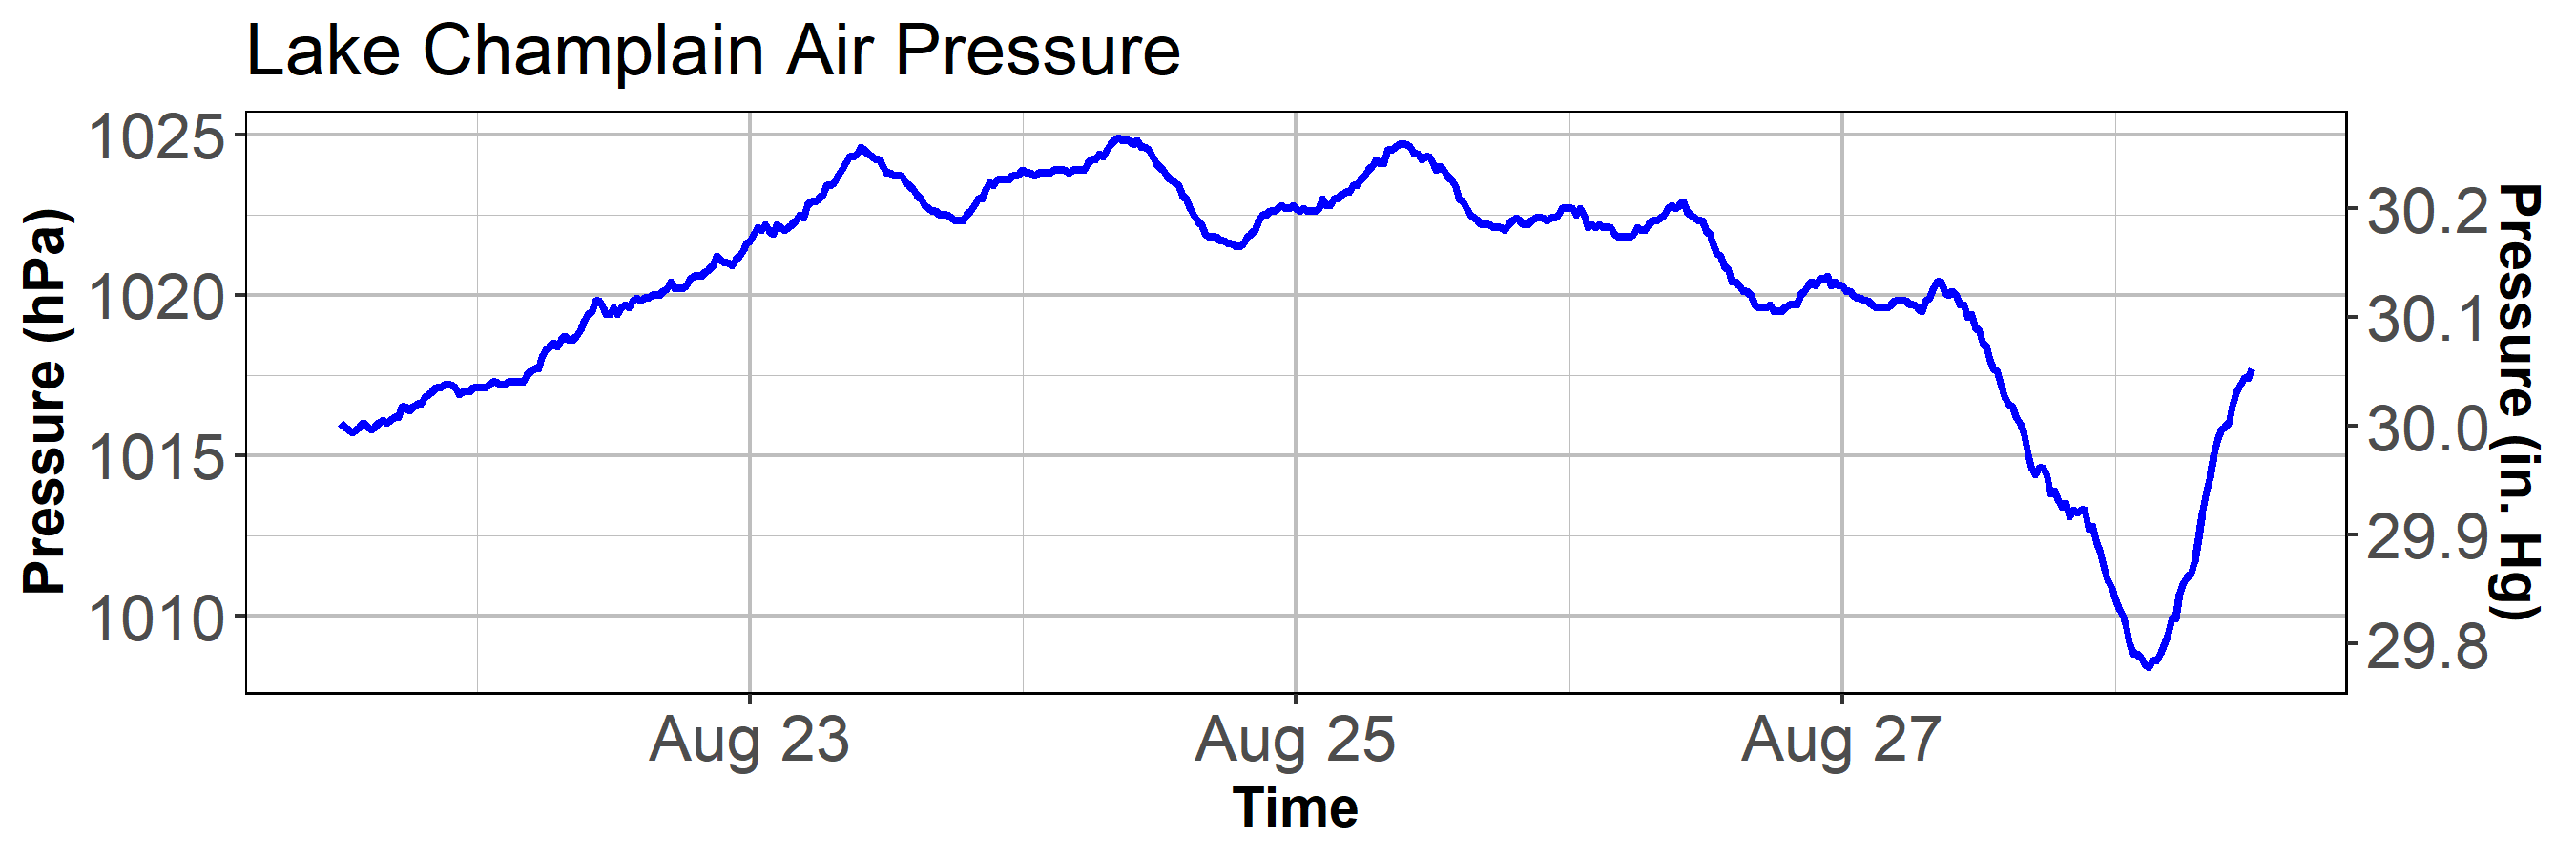 Lake Champlain Air Pressure
1025
1020
1015
1010
Pressure (hPa)
30.2
30.1
30.0
29.9
29.8
Pressure (in. Hg)
Aug 23
Aug 25
Aug 27
Time